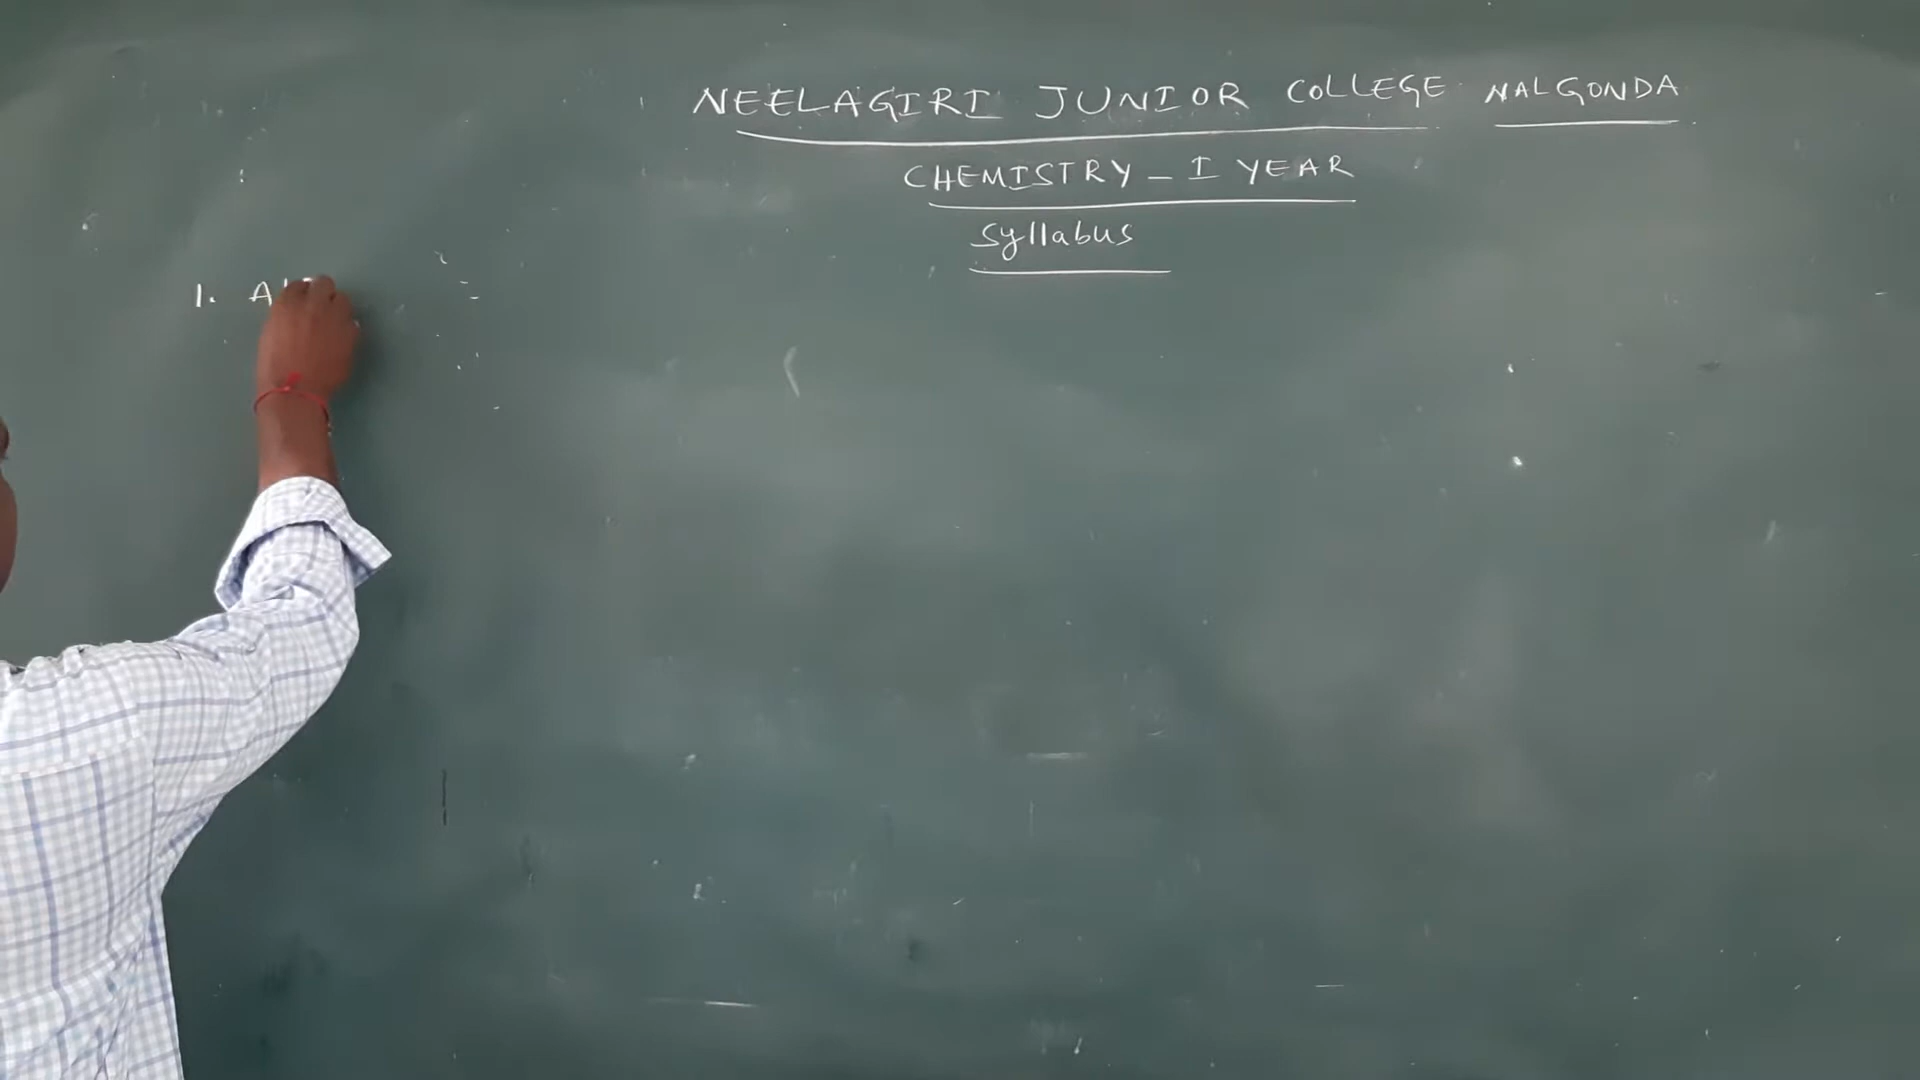 NEELAGIRI JUNIOR COLLEGE NALGONDA
CHEMISTRY - I YEAR
Syllabus
1.